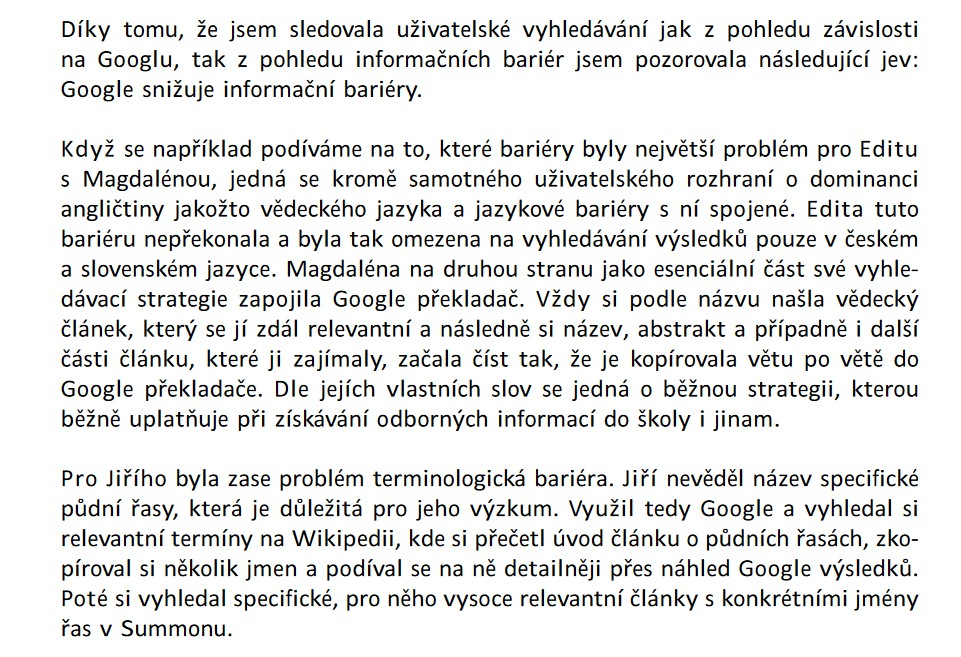 Díky tomu, že jsem sledovala uživatelské vyhledávání jak z pohledu závislosti
na Googlu, tak z pohledu informačních bariér jsem pozorovala následující jev:
Google snižuje informační bariéry.
Když se například podíváme na to, které bariéry byly největší problém pro Editu
s Magdalénou, jedná se kromě samotného uživatelského rozhraní o dominanci
angličtiny jakožto vědeckého jazyka a jazykové bariéry s ní spojené. Edita tuto
bariéru nepřekonala a byla tak omezena na vyhledávání výsledků pouze v českém
a slovenském jazyce. Magdaléna na druhou stranu jako esenciální část své vyhle-
dávací strategie zapojila Google překladač. Vždy si podle názvu našla vědecký
článek, který se jí zdál relevantní a následně si název, abstrakt a případně i další
části článku, které ji zajímaly, začala číst tak, že je kopírovala větu po větě do
Google překladače. Dle jejích vlastních slov se jedná o běžnou strategii, kterou
běžně uplatňuje při získávání odborných informací do školy i jinam.
Pro Jiřího byla zase problém terminologická bariéra. Jiří nevěděl název specifické
půdní řasy, která je důležitá pro jeho výzkum. Využil tedy Google a vyhledal si
relevantní termíny na Wikipedii, kde si přečetl úvod článku o půdních řasách, zko-
píroval si několik jmen a podíval se na ně detailněji přes náhled Google výsledků.
Poté si vyhledal specifické, pro něho vysoce relevantní články s konkrétními jmény
řas v Summonu.